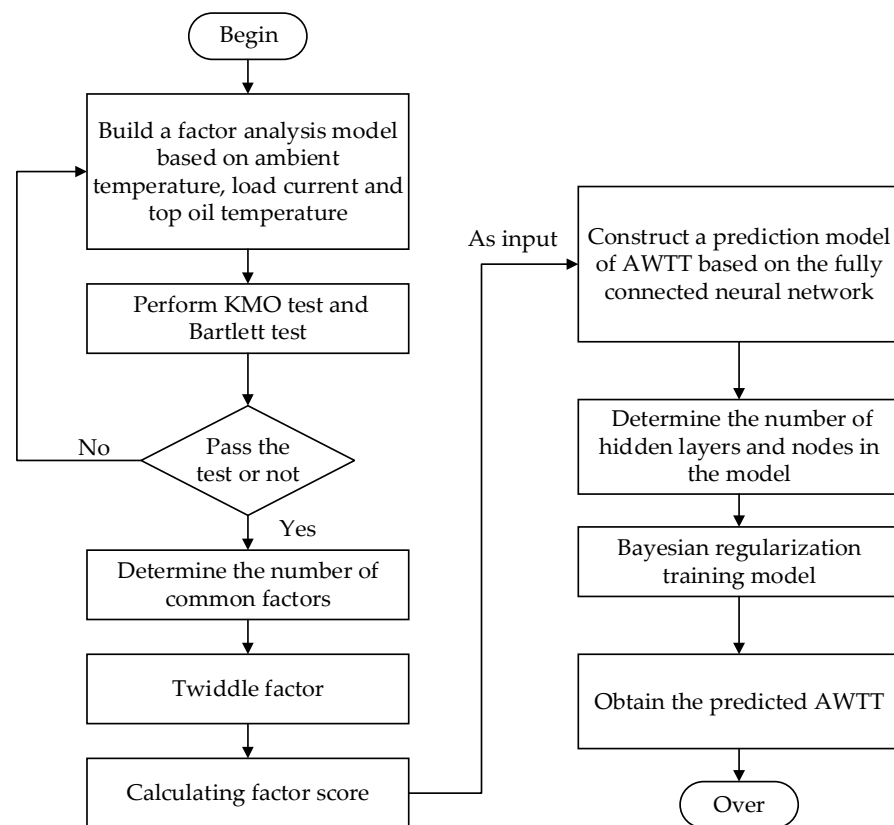 Begin
Build a factor analysis model
based on ambient
temperature, load current and
top oil temperature
Perform KMO test and
Bartlett test
No
Pass the
test or not
Yes
Determine the number of
common factors
Twiddle factor
Calculating factor score
As input
Construct a prediction model
of AWTT based on the fully
connected neural network
Determine the number of
hidden layers and nodes in
the model
Bayesian regularization
training model
Obtain the predicted AWTT
Over